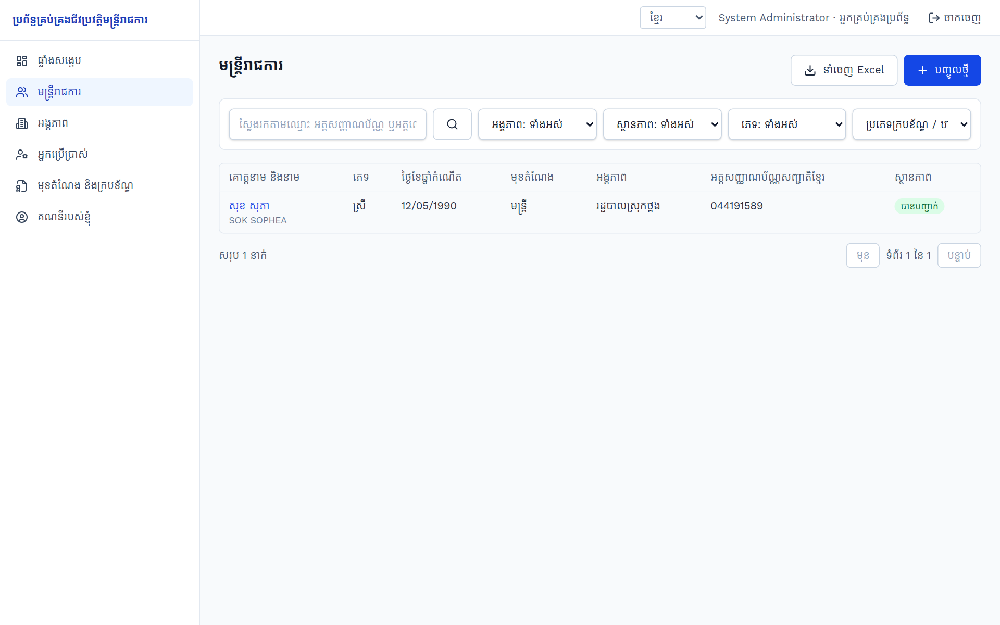 ប្រព័ន្ធគ្រប់គ្រងជីវប្រវត្តិមន្ត្រីរាជការ
ខ្មែរ
System Administrator · អ្នកគ្រប់គ្រងប្រព័ន្ធ
ចាកចេញ
ផ្ទាំងសង្ខេប
មន្ត្រីរាជការ
អង្គភាព
អ្នកប្រើប្រាស់
មុខតំណែង និងក្របខ័ណ្ឌ
គណនីរបស់ខ្ញុំ
មន្ត្រីរាជការ
នាំចេញ Excel
បញ្ចូលថ្មី
ស្វែងរកតាមឈ្មោះ អត្តសញ្ញាណប័ណ្ណ ឬ
អង្គភាព: ទាំងអស់
ស្ថានភាព: ទាំងអស់
ភេទ: ទាំងអស់
ប្រភេទក្របខ័ណ្ឌ /
គោត្តនាម និងនាម ភេទ ថ្ងៃខែឆ្នាំកំណើត មុខតំណែង អង្គភាព អត្តសញ្ញាណប័ណ្ណសញ្ជាតិខ្មែរ ស្ថានភាព
សុខ សុភា ស្រី 12/05/1990 មន្ត្រី រដ្ឋបាលស្រុកថ្ពង 044191589 បានបញ្ជាក់
SOK SOPHEA
សរុប 1 នាក់
មុន
ទំព័រ 1 នៃ 1
បន្ទាប់